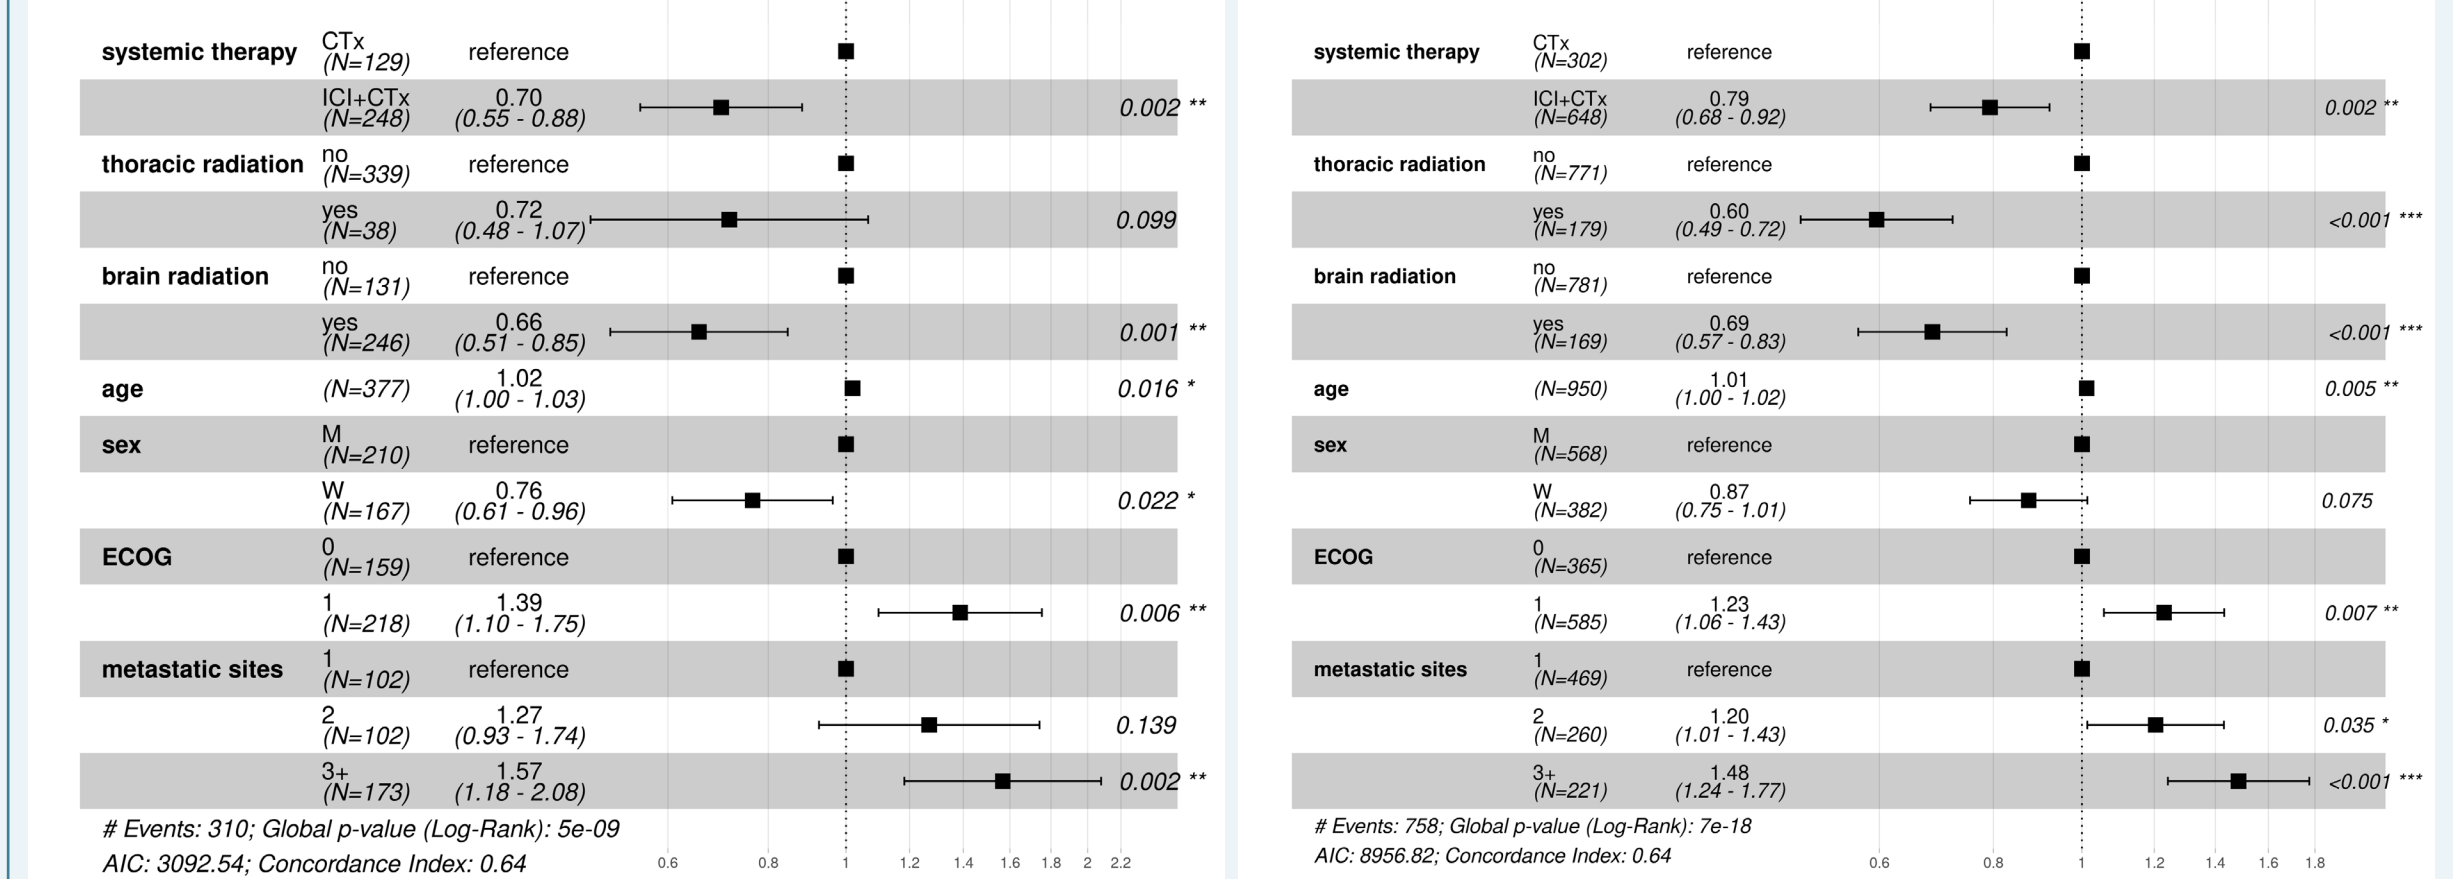 systemic therapy CTx reference
(N=129)
ICI+CTx 0.70 0.002 **
(N=248) (0.55 - 0.88)
thoracic radiation no reference
(N=339)
yes 0.72 0.099
(N=38) (0.48 - 1.07)
brain radiation no reference
(N=131)
yes 0.66 0.001 **
(N=246) (0.51 - 0.85)
age (N=377) 1.02 0.016 *
(1.00 - 1.03)
sex M reference
(N=210)
W 0.76 0.022 *
(N=167) (0.61 - 0.96)
ECOG 0 reference
(N=159)
1 1.39 0.006 **
(N=218) (1.10 - 1.75)
metastatic sites 1 reference
(N=102)
2 1.27 0.139
(N=102) (0.93 - 1.74)
3+ 1.57 0.002 **
(N=173) (1.18 - 2.08)
# Events: 310; Global p-value (Log-Rank): 5e-09
AIC: 3092.54; Concordance Index: 0.64
0.6 0.8 1 1.2 1.4 1.6 1.8 2 2.2
systemic therapy CTx reference
(N=302)
ICI+CTx 0.79 0.002 **
(N=648) (0.68 - 0.92)
thoracic radiation no reference
(N=771)
yes 0.60 <0.001 ***
(N=179) (0.49 - 0.72)
brain radiation no reference
(N=781)
yes 0.69 <0.001 ***
(N=169) (0.57 - 0.83)
age (N=950) 1.01 0.005 **
(1.00 - 1.02)
sex M reference
(N=568)
W 0.87 0.075
(N=382) (0.75 - 1.01)
ECOG 0 reference
(N=365)
1 1.23 0.007 **
(N=585) (1.06 - 1.43)
metastatic sites 1 reference
(N=469)
2 1.20 0.035 *
(N=260) (1.01 - 1.43)
3+ 1.48 <0.001 ***
(N=221) (1.24 - 1.77)
# Events: 758; Global p-value (Log-Rank): 7e-18
AIC: 8956.82; Concordance Index: 0.64
0.6 0.8 1 1.2 1.4 1.6 1.8